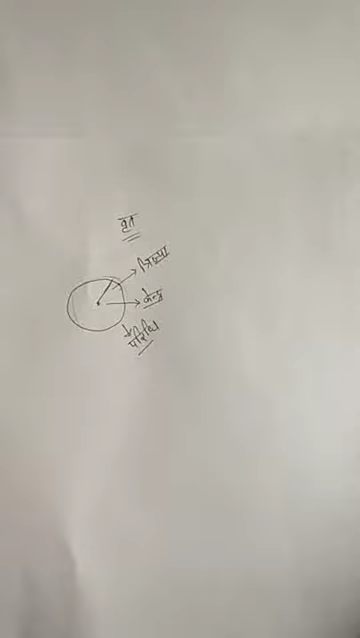 वृत
त्रिज्या
केन्द्र
परिधि